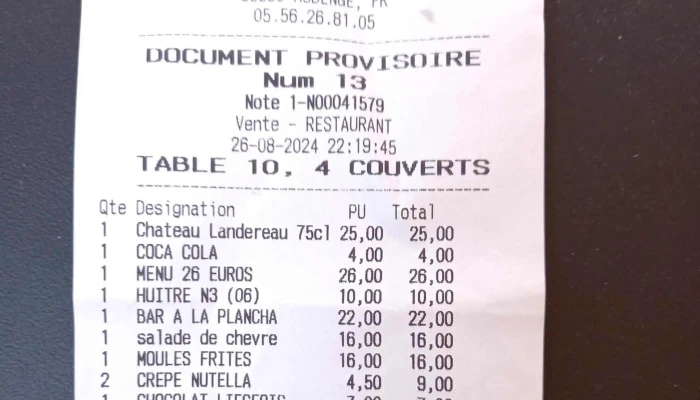 05.56.26.81.05
DOCUMENT PROVISOIRE
Num 13
Note 1-N00041579
Vente - RESTAURANT
26-08-2024 22:19:45
TABLE 10, 4 COUVERTS
Qte Designation PU Total
1 Chateau Landereau 75cl 25,00 25,00
1 COCA COLA 4,00 4,00
1 MENU 26 EUROS 26,00 26,00
1 HUITRE N3 (06) 10,00 10,00
1 BAR A LA PLANCHA 22,00 22,00
1 salade de chevre 16,00 16,00
1 MOULES FRITES 16,00 16,00
2 CREPE NUTELLA 4,50 9,00
1 CHOCOLAT LIEGEOIS